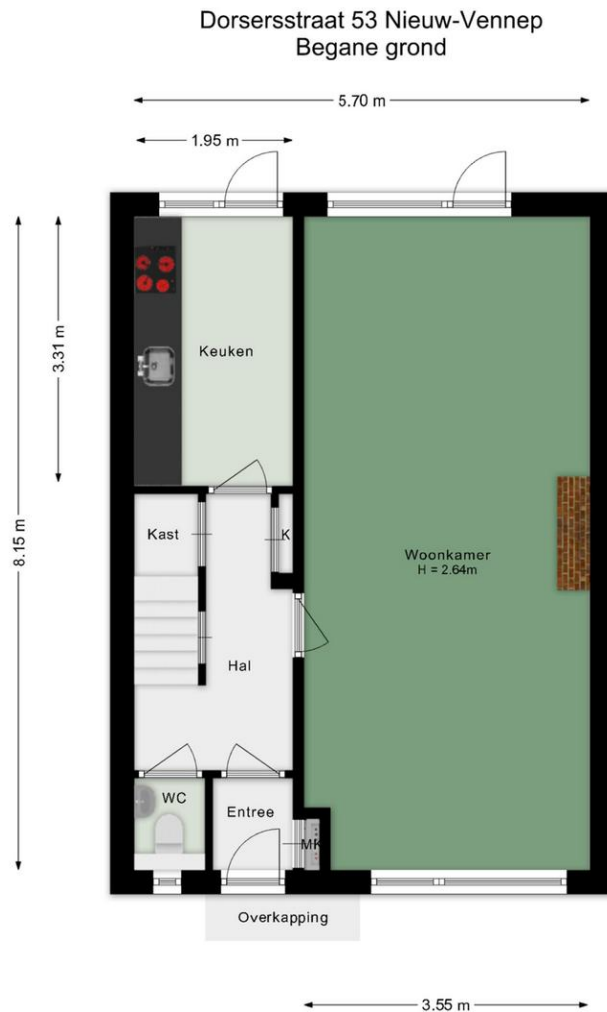 Dorsersstraat 53 Nieuw-Vennep
Begane grond
5.70 m
1.95 m
3.31 m
8.15 m
Keuken
Kast
K
Woonkamer
H = 2.64m
Hal
WC
Entree
MK
Overkapping
3.55 m